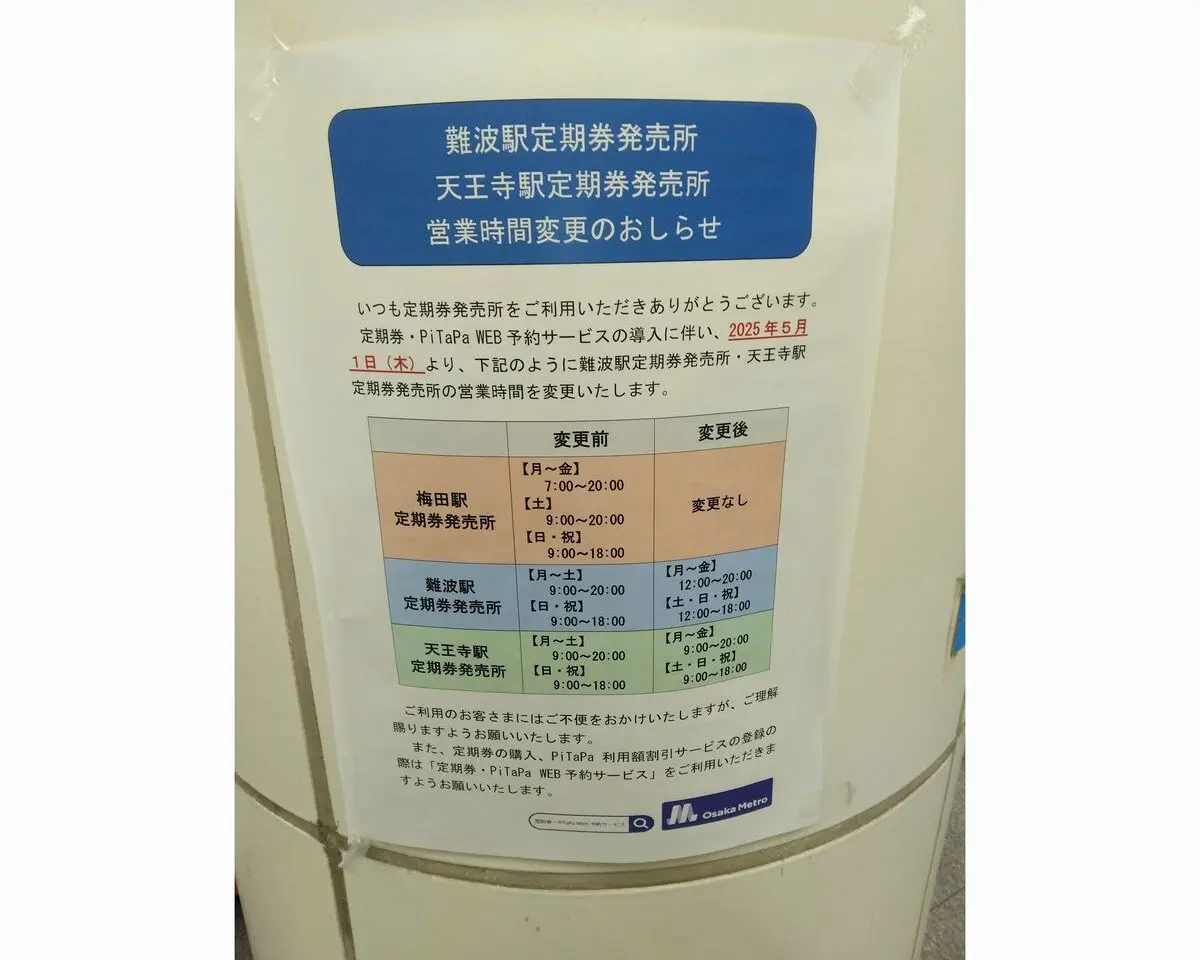 難波駅定期券発売所
天王寺駅定期券発売所
営業時間変更のおしらせ
いつも定期券発売所をご利用いただきありがとうございます。
定期券・PiTaPa WEB予約サービスの導入に伴い、2025年5月
1日(木)より、下記のように難波駅定期券発売所・天王寺駅
定期券発売所の営業時間を変更いたします。
変更前 変更後
梅田駅
定期券発売所
【月~金】
7:00~20:00
【土】
9:00~20:00
【日・祝】
9:00~18:00
変更なし
難波駅
定期券発売所
【月~土】
9:00~20:00
【日・祝】
9:00~18:00
【月~金】
12:00~20:00
【土・日・祝】
12:00~18:00
天王寺駅
定期券発売所
【月~土】
9:00~20:00
【日・祝】
9:00~18:00
【月~金】
9:00~20:00
【土・日・祝】
9:00~18:00
ご利用のお客さまにはご不便をおかけいたしますが、ご理解
賜りますようお願いいたします。
また、定期券の購入、PiTaPa 利用額割引サービスの登録の
際は「定期券・PiTaPa WEB予約サービス」をご利用いただきま
すようお願いいたします。
定期券・PiTaPa WEB予約サービス
Osaka Metro